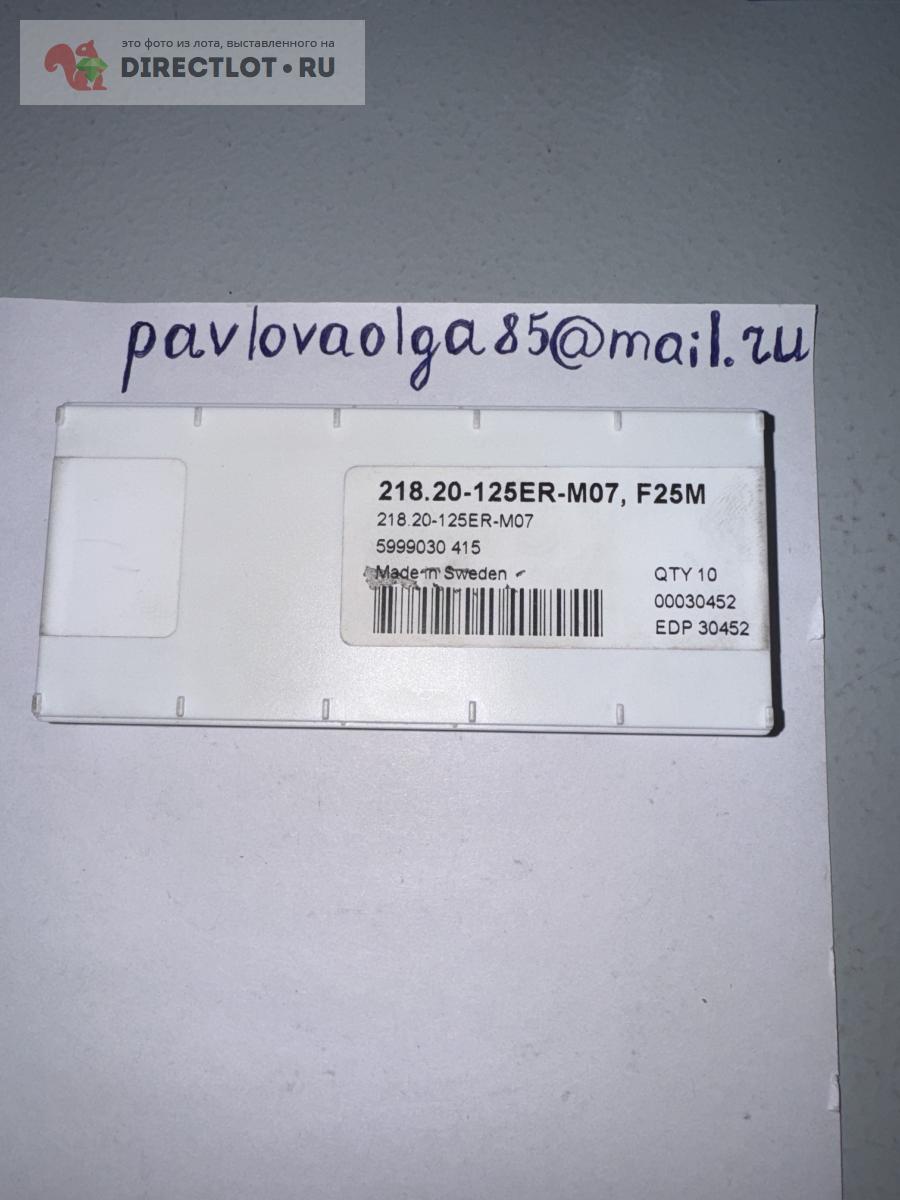 это фото из лота, выставленного на
DIRECTLOT•RU
pavlovaolga85@mail.ru
218.20-125ER-M07, F25M
218.20-125ER-M07
5999030 415
Made in Sweden
QTY 10
00030452
EDP 30452